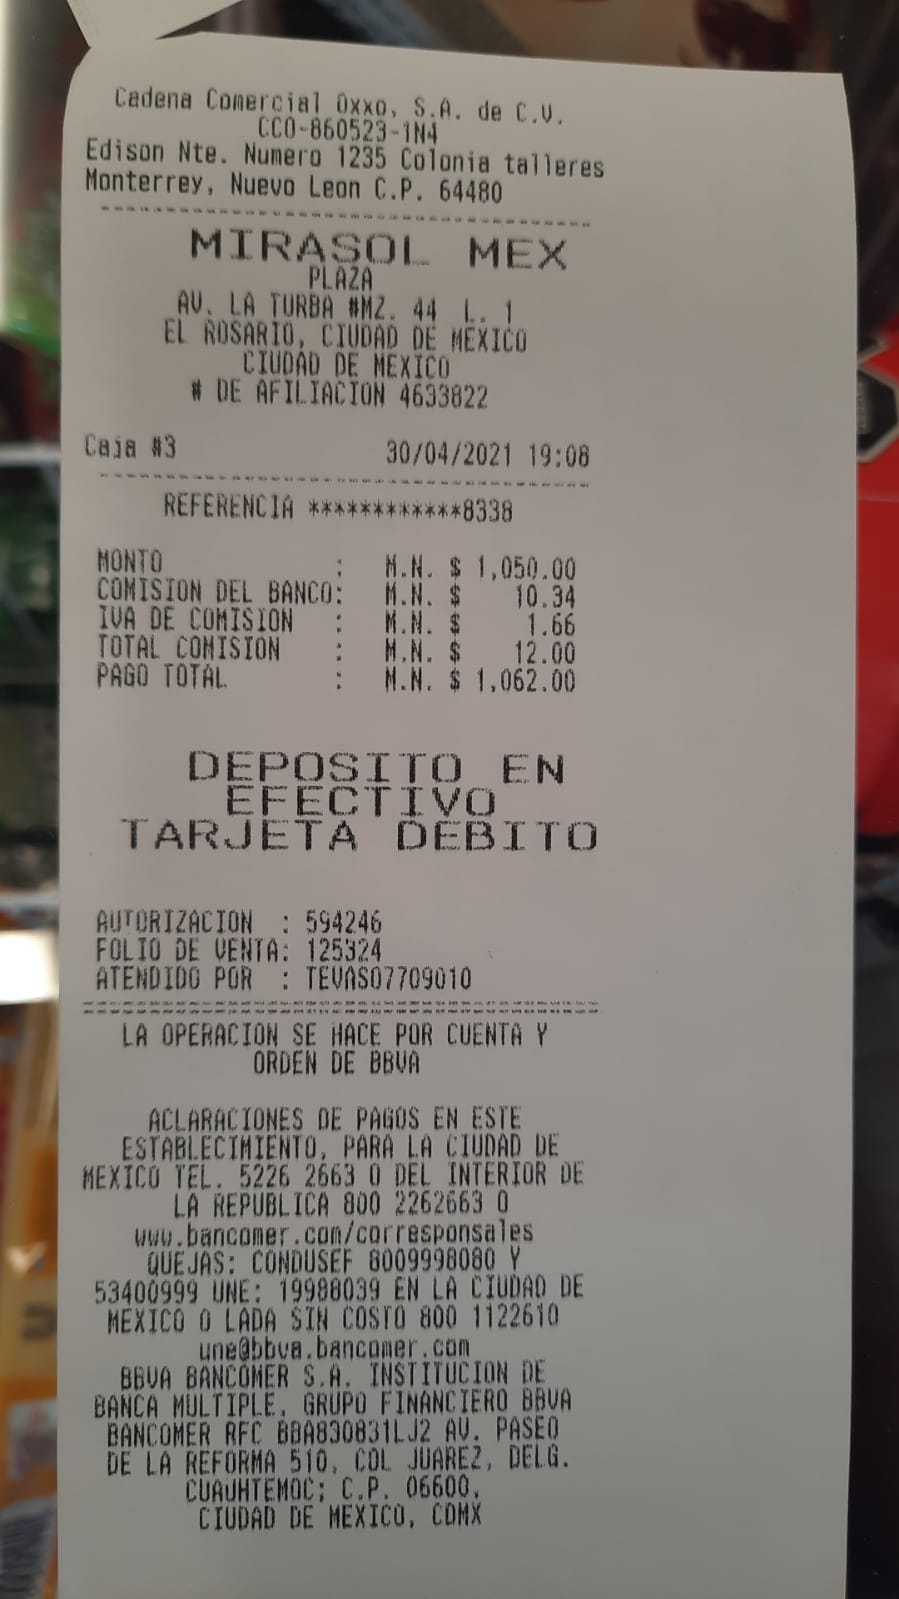 Cadena Comercial Oxxo, S.A. de C.V.
CCO-860523-1N4
Edison Nte. Numero 1235 Colonia talleres
Monterrey, Nuevo Leon C.P. 64480
MIRASOL MEX
PLAZA
AV. LA TURBA #MZ. 44 L. 1
EL ROSARIO, CIUDAD DE MEXICO
CIUDAD DE MEXICO
# DE AFILIACION 4633822
Caja #3 30/04/2021 19:08
REFERENCIA ************8338
MONTO : M.N. $ 1,050.00
COMISION DEL BANCO: M.N. $ 10.34
IVA DE COMISION : M.N. $ 1.66
TOTAL COMISION : M.N. $ 12.00
PAGO TOTAL : M.N. $ 1,062.00
DEPOSITO EN
EFECTIVO
TARJETA DEBITO
AUTORIZACION : 594246
FOLIO DE VENTA: 125324
ATENDIDO POR : TEVAS07709010
LA OPERACION SE HACE POR CUENTA Y
ORDEN DE BBVA
ACLARACIONES DE PAGOS EN ESTE
ESTABLECIMIENTO, PARA LA CIUDAD DE
MEXICO TEL. 5226 2663 O DEL INTERIOR DE
LA REPUBLICA 800 2262663 O
www.bancomer.com/corresponsales
QUEJAS: CONDUSEF 8009998080 Y
53400999 UNE: 19988039 EN LA CIUDAD DE
MEXICO O LADA SIN COSTO 800 1122610
une@bbva.bancomer.com
BBVA BANCOMER S.A. INSTITUCION DE
BANCA MULTIPLE, GRUPO FINANCIERO BBVA
BANCOMER RFC BBA830831LJ2 AV. PASEO
DE LA REFORMA 510, COL JUAREZ, DELG.
CUAUHTEMOC; C.P. 06600,
CIUDAD DE MEXICO, CDMX